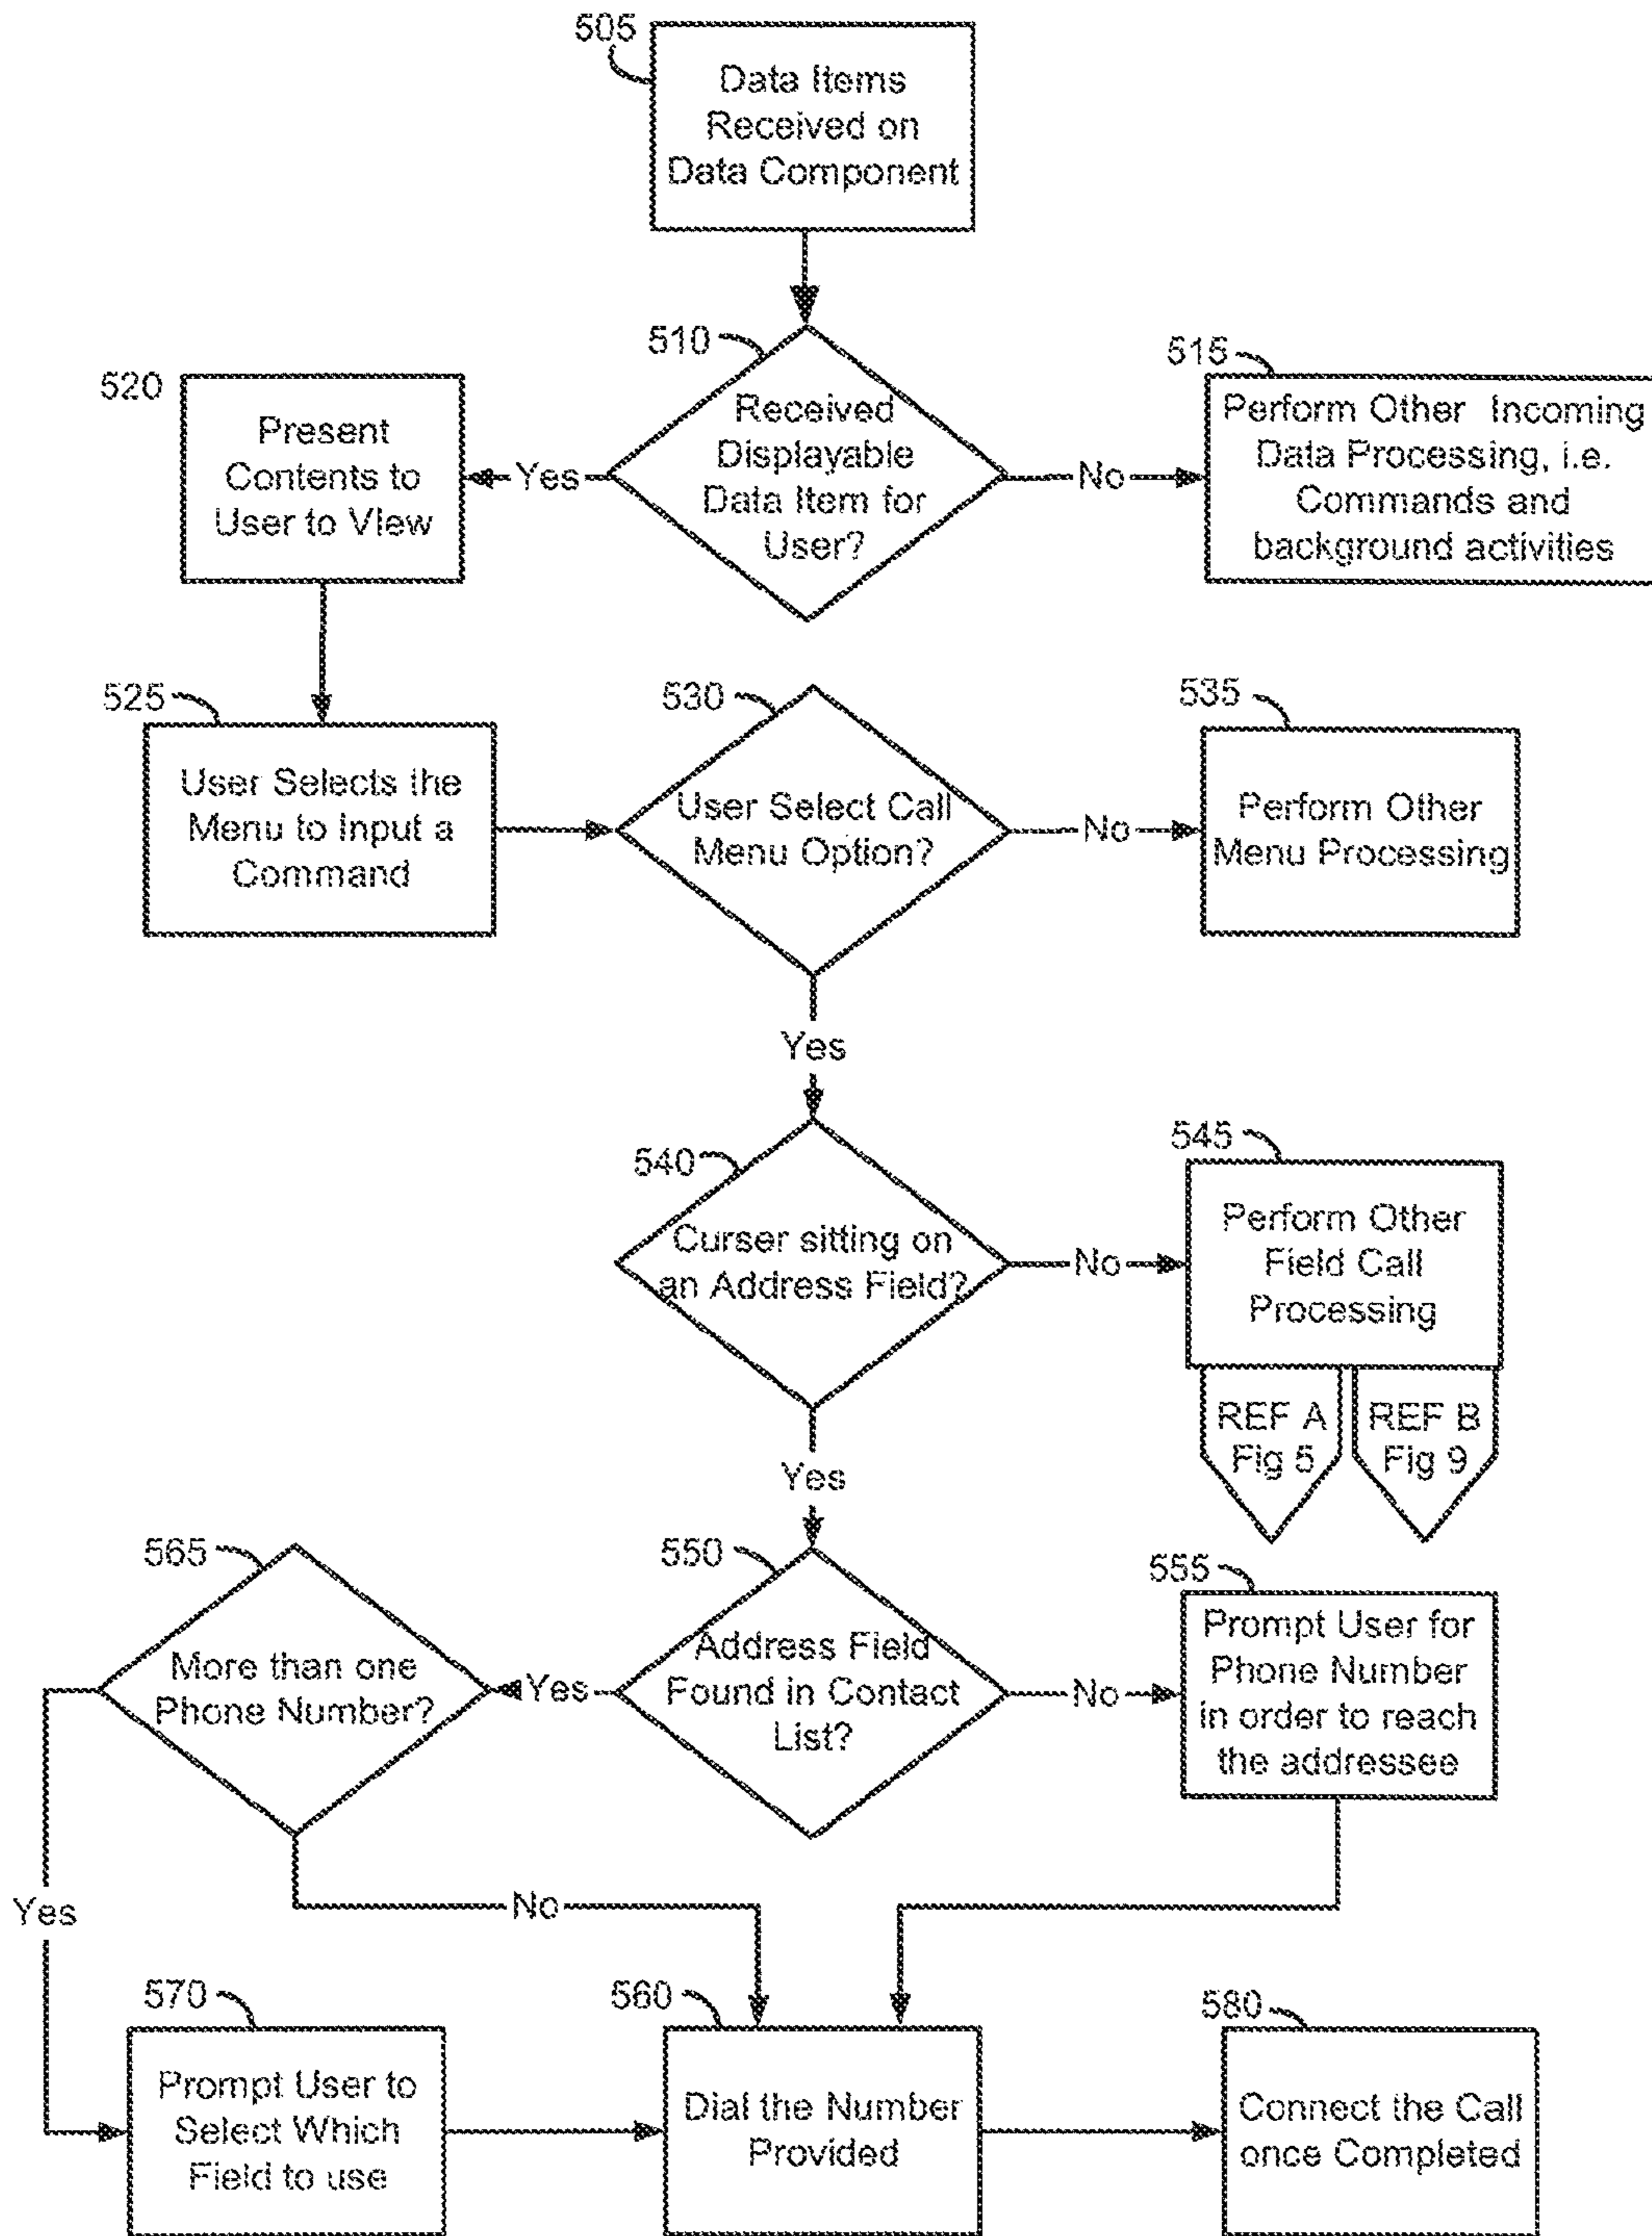 505
Data Items
Received on
Data Component
510
Received
Displayable
Data Item for
User?
515
Perform Other Incoming
Data Processing, i.e.
Commands and
background activities
520
Present
Contents to
User to VIew
Yes
No
525
User Selects the
Menu to Input a
Command
530
User Select Call
Menu Option?
No
535
Perform Other
Menu Processing
Yes
540
Curser sitting on
an Address Field?
No
545
Perform Other
Field Call
Processing
REF A
Fig 5
REF B
Fig 9
Yes
565
More than one
Phone Number?
Yes
550
Address Field
Found in Contact
List?
No
555
Prompt User for
Phone Number
in order to reach
the addressee
Yes
No
570
Prompt User to
Select Which
Field to use
560
Dial the Number
Provided
580
Connect the Call
once Completed